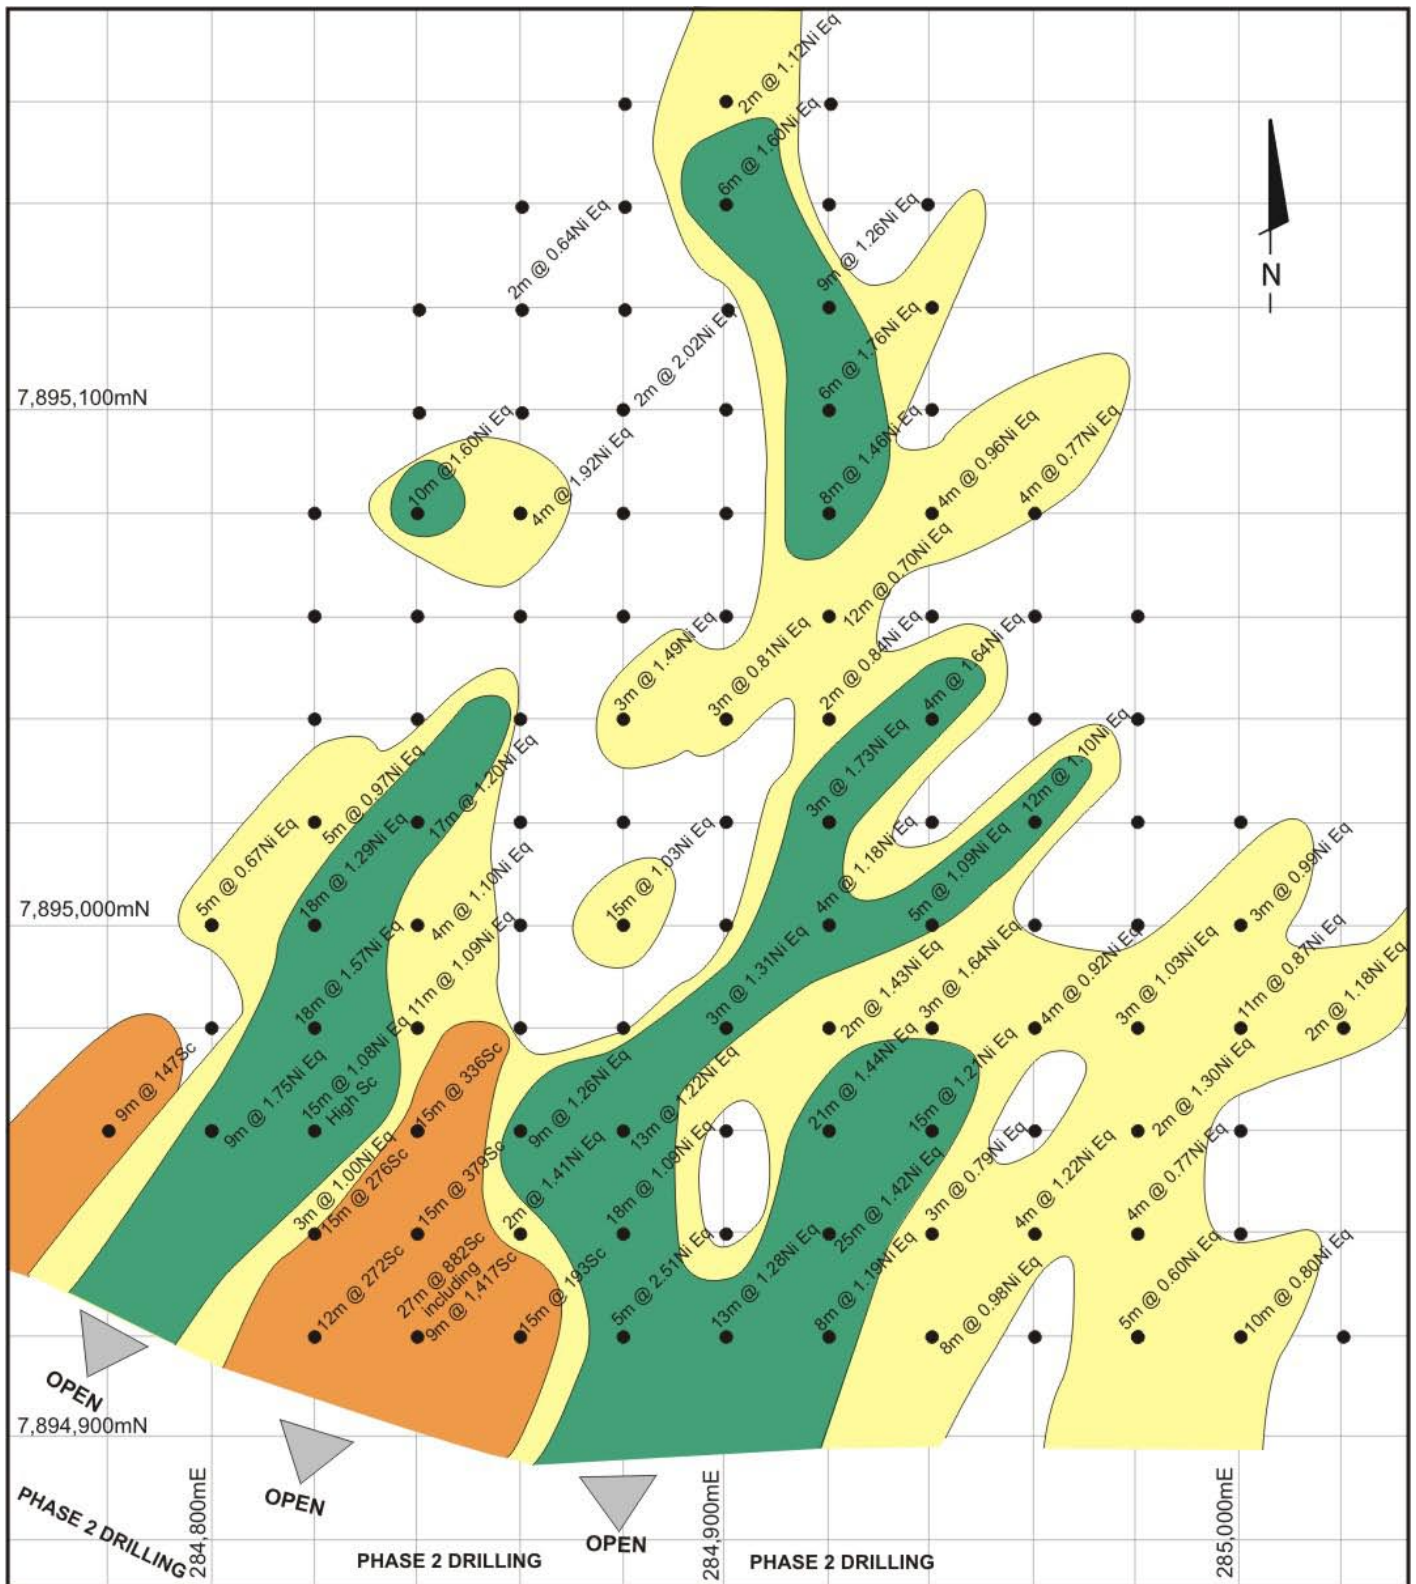 2m @ 1.12Ni Eq
6m @ 1.60Ni Eq
2m @ 0.64Ni Eq
9m @ 1.26Ni Eq
N
2m @ 2.02Ni Eq
6m @ 1.76Ni Eq
7,895,100mN
10m @1.60Ni Eq
4m @ 1.92Ni Eq
8m @ 1.46Ni Eq
4m @ 0.96Ni Eq
4m @ 0.77Ni Eq
12m @ 0.70Ni Eq
3m @ 1.49Ni Eq
3m @ 0.81Ni Eq
2m @ 0.84Ni Eq
4m @ 1.64Ni Eq
5m @ 0.97Ni Eq
17m @ 1.20Ni Eq
3m @ 1.73Ni Eq
12m @ 1.10Ni Eq
7,895,000mN
5m @ 0.67Ni Eq
18m @ 1.29Ni Eq
4m @ 1.10Ni Eq
15m @ 1.03Ni Eq
4m @ 1.18Ni Eq
5m @ 1.09Ni Eq
3m @ 0.99Ni Eq
18m @ 1.57Ni Eq
11m @ 1.09Ni Eq
3m @ 1.31Ni Eq
2m @ 1.43Ni Eq
3m @ 1.64Ni Eq
4m @ 0.92Ni Eq
3m @ 1.03Ni Eq
11m @ 0.87Ni Eq
2m @ 1.18Ni Eq
9m @ 147Sc
9m @ 1.75Ni Eq
15m @ 1.08Ni Eq
High Sc
15m @ 336Sc
9m @ 1.26Ni Eq
13m @ 1.22Ni Eq
21m @ 1.44Ni Eq
15m @ 1.21Ni Eq
2m @ 1.30Ni Eq
3m @ 1.00Ni Eq
15m @ 276Sc
15m @ 379Sc
2m @ 1.41Ni Eq
18m @ 1.09Ni Eq
25m @ 1.42Ni Eq
3m @ 0.79Ni Eq
4m @ 1.22Ni Eq
4m @ 0.77Ni Eq
12m @ 272Sc
27m @ 882Sc
including
9m @ 1,417Sc
15m @ 193Sc
5m @ 2.51Ni Eq
13m @ 1.28Ni Eq
8m @ 1.19Ni Eq
8m @ 0.98Ni Eq
5m @ 0.60Ni Eq
10m @ 0.80Ni Eq
OPEN
7,894,900mN
OPEN
OPEN
284,800mE
284,900mE
285,000mE
PHASE 2 DRILLING
PHASE 2 DRILLING
PHASE 2 DRILLING